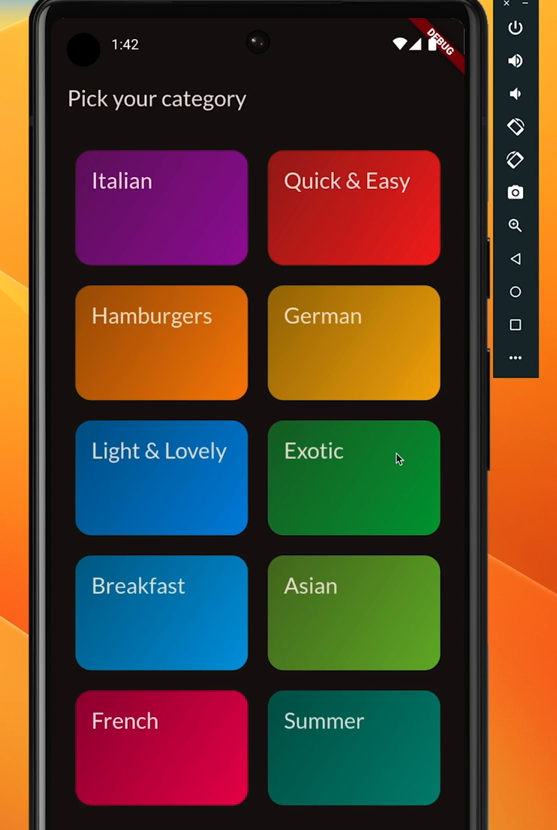 1:42
DEBUG
Pick your category
Italian
Quick & Easy
Hamburgers
German
Light & Lovely
Exotic
Breakfast
Asian
French
Summer